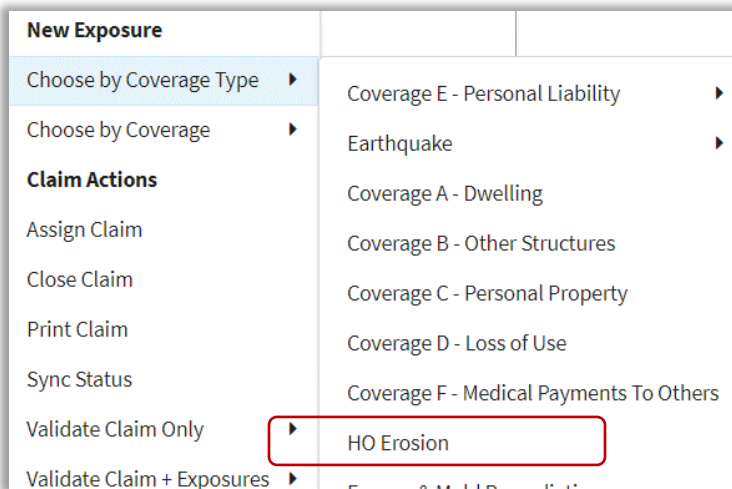 New Exposure
Choose by Coverage Type
Choose by Coverage
Claim Actions
Assign Claim
Close Claim
Print Claim
Sync Status
Validate Claim Only
Validate Claim + Exposures
Coverage E - Personal Liability
Earthquake
Coverage A - Dwelling
Coverage B - Other Structures
Coverage C - Personal Property
Coverage D - Loss of Use
Coverage F - Medical Payments To Others
HO Erosion